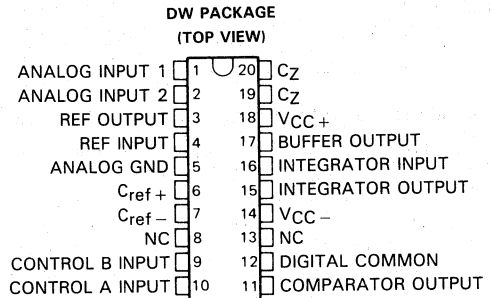 DW PACKAGE
(TOP VIEW)
ANALOG INPUT 1 1 20 CZ
ANALOG INPUT 2 2 19 CZ
REF OUTPUT 3 18 VCC+
REF INPUT 4 17 BUFFER OUTPUT
ANALOG GND 5 16 INTEGRATOR INPUT
Cref+ 6 15 INTEGRATOR OUTPUT
Cref− 7 14 VCC−
NC 8 13 NC
CONTROL B INPUT 9 12 DIGITAL COMMON
CONTROL A INPUT 10 11 COMPARATOR OUTPUT